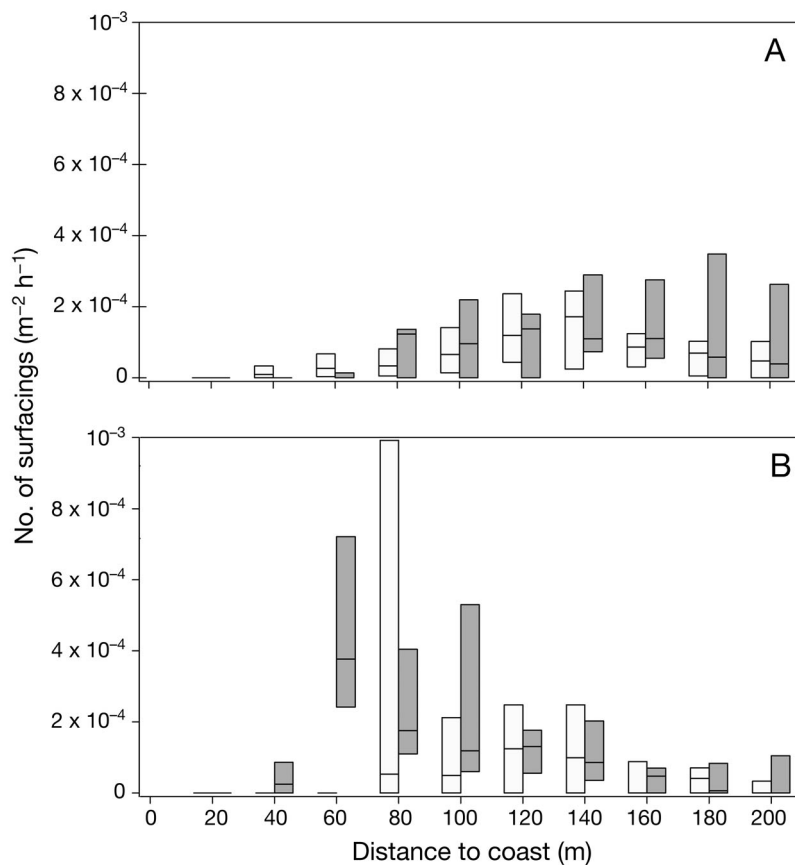 10⁻³
A
8 x 10⁻⁴
6 x 10⁻⁴
4 x 10⁻⁴
2 x 10⁻⁴
0
No. of surfacings (m⁻² h⁻¹)
10⁻³
B
8 x 10⁻⁴
6 x 10⁻⁴
4 x 10⁻⁴
2 x 10⁻⁴
0
0 20 40 60 80 100 120 140 160 180 200
Distance to coast (m)